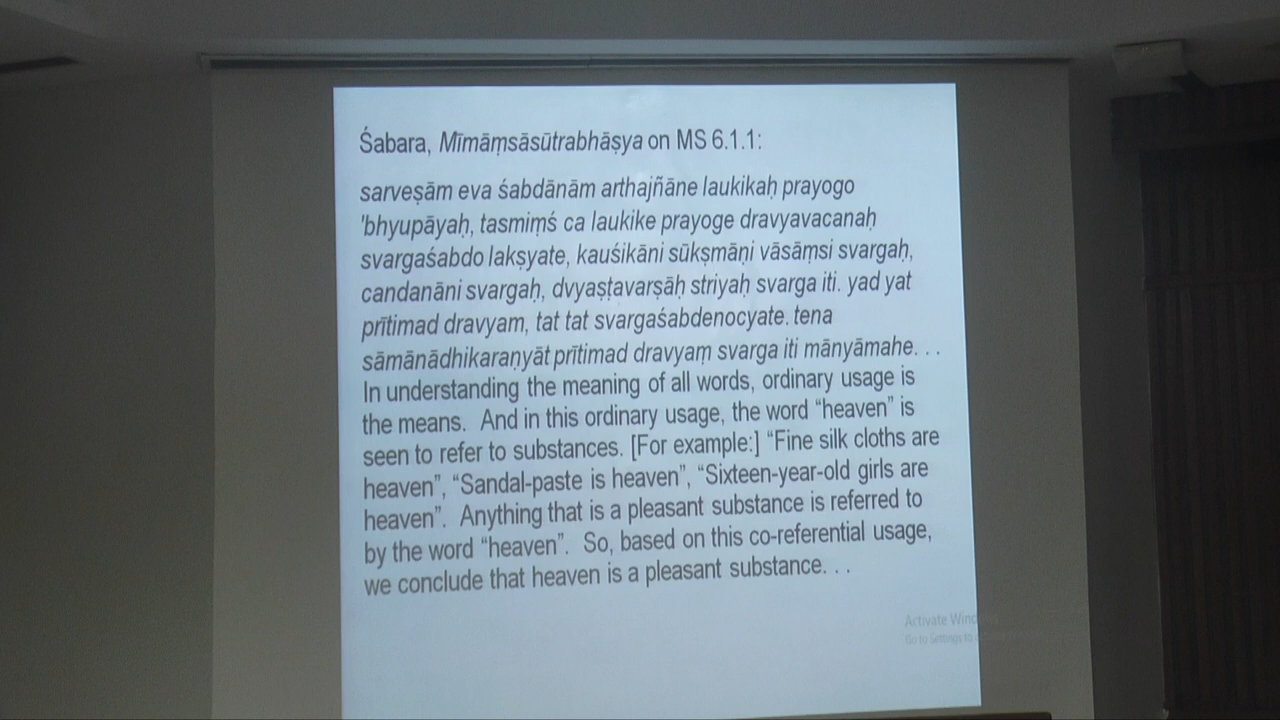 Śabara, Mīmāṃsāsūtrabhāṣya on MS 6.1.1:
sarveṣām eva śabdānām arthajñāne laukikaḥ prayogo
'bhyupāyaḥ, tasmiṃś ca laukike prayoge dravyavacanaḥ
svargaśabdo lakṣyate, kauśikāni sūkṣmāṇi vāsāṃsi svargaḥ,
candanāni svargaḥ, dvyaṣṭavarṣāḥ striyaḥ svarga iti. yad yat
prītimad dravyam, tat tat svargaśabdenocyate. tena
sāmānādhikaraṇyāt prītimad dravyaṃ svarga iti mānyāmahe. . .
In understanding the meaning of all words, ordinary usage is
the means. And in this ordinary usage, the word “heaven” is
seen to refer to substances. [For example:] “Fine silk cloths are
heaven”, “Sandal-paste is heaven”, “Sixteen-year-old girls are
heaven”. Anything that is a pleasant substance is referred to
by the word “heaven”. So, based on this co-referential usage,
we conclude that heaven is a pleasant substance. . .
Activate
Go to Settings to